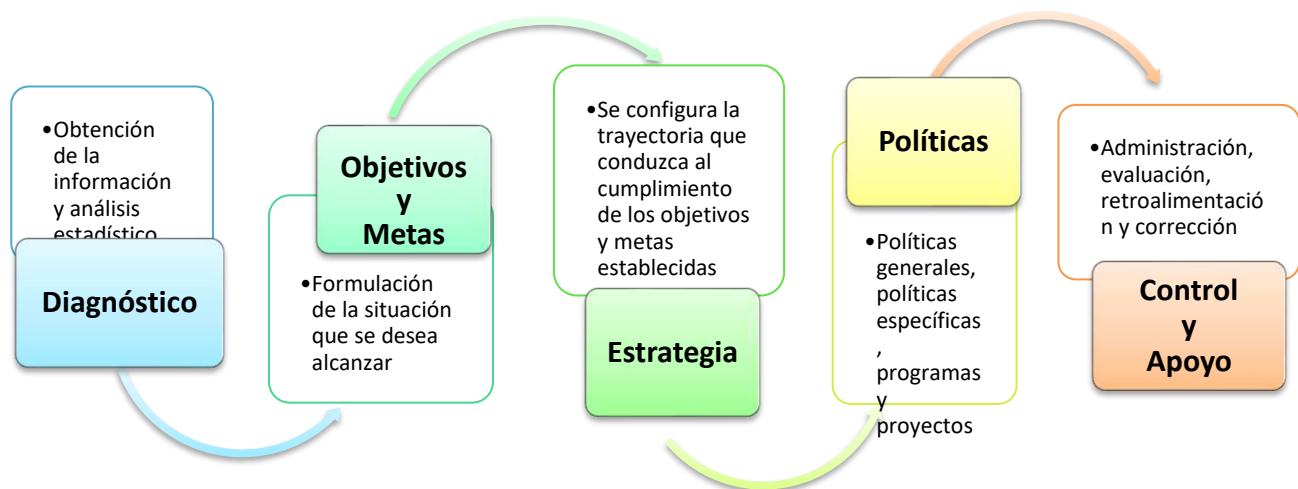 •Obtención
de la
información
y análisis
estadístico
Diagnóstico
Objetivos
y
Metas
•Formulación
de la situación
que se desea
alcanzar
•Se configura la
trayectoria que
conduzca al
cumplimiento
de los objetivos
y metas
establecidas
Estrategia
Políticas
•Políticas
generales,
políticas
específicas
,
programas
y
proyectos
•Administración,
evaluación,
retroalimentació
n y corrección
Control
y
Apoyo